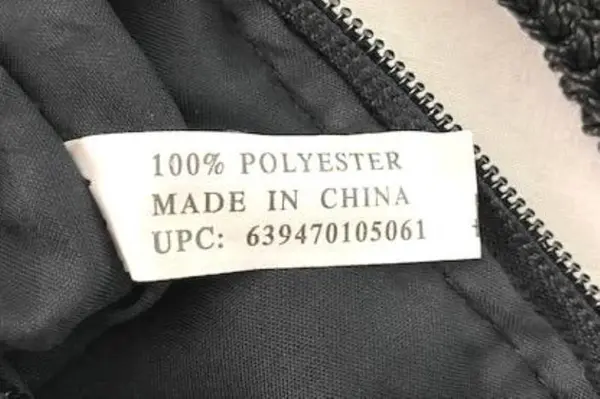 100% POLYESTER
MADE IN CHINA
UPC: 639470105061